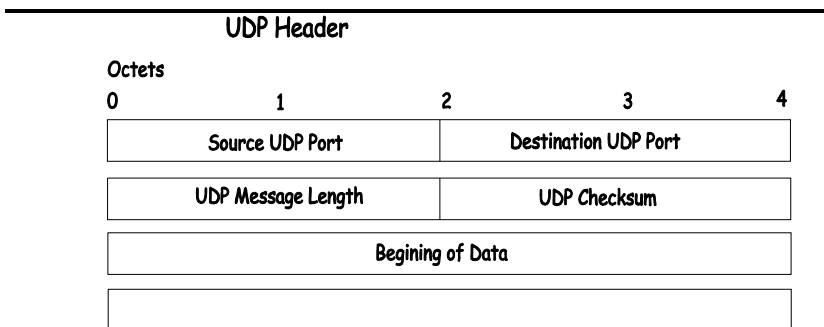 UDP Header
Octets
0 1 2 3 4
Source UDP Port Destination UDP Port
UDP Message Length UDP Checksum
Begining of Data